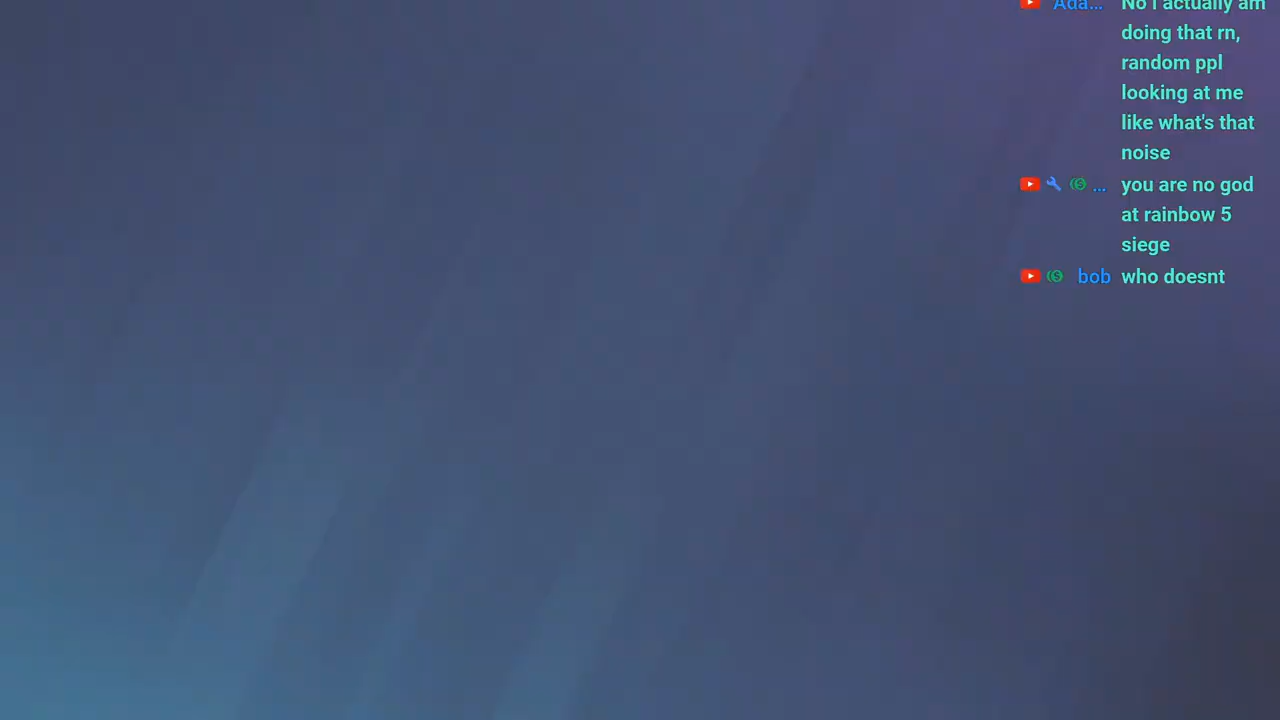 Ada... No I actually am
doing that rn,
random ppl
looking at me
like what's that
noise
... you are no god
at rainbow 5
siege
bob who doesnt